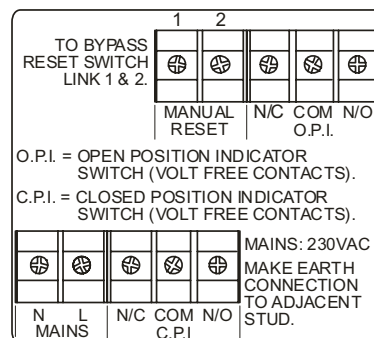 1 2
TO BYPASS
RESET SWITCH
LINK 1 & 2.
MANUAL
RESET
N/C COM N/O
O.P.I.
O.P.I. = OPEN POSITION INDICATOR
SWITCH (VOLT FREE CONTACTS).
C.P.I. = CLOSED POSITION INDICATOR
SWITCH (VOLT FREE CONTACTS).
MAINS: 230VAC
MAKE EARTH
CONNECTION
TO ADJACENT
STUD.
N L
MAINS
N/C COM N/O
C.P.I